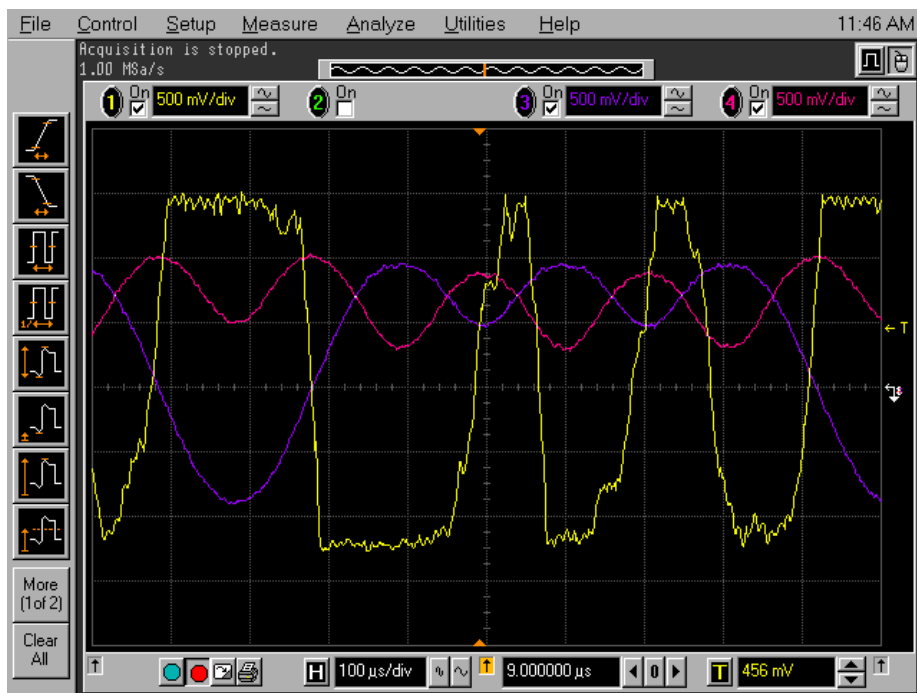 File Control Setup Measure Analyze Utilities Help 11:46 AM
Acquisition is stopped.
1.00 MSa/s
1 On 500 mV/div 2 On 3 On 500 mV/div 4 On 500 mV/div
T
More
(1of 2)
Clear
All
H 100 µs/div 9.000000 µs 0 T 456 mV